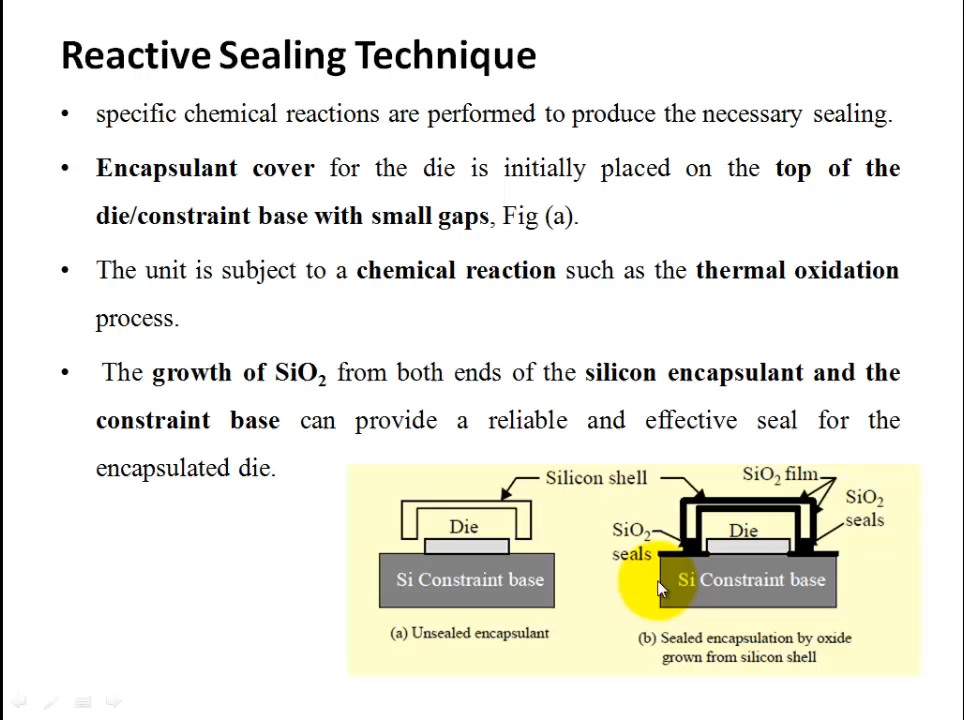 Reactive Sealing Technique
• specific chemical reactions are performed to produce the necessary sealing.
• Encapsulant cover for the die is initially placed on the top of the
die/constraint base with small gaps, Fig (a).
• The unit is subject to a chemical reaction such as the thermal oxidation
process.
• The growth of SiO₂ from both ends of the silicon encapsulant and the
constraint base can provide a reliable and effective seal for the
encapsulated die.
Silicon shell
Die
Si Constraint base
(a) Unsealed encapsulant
SiO₂ film
SiO₂
seals
SiO₂
seals
Die
Si Constraint base
(b) Sealed encapsulation by oxide
grown from silicon shell